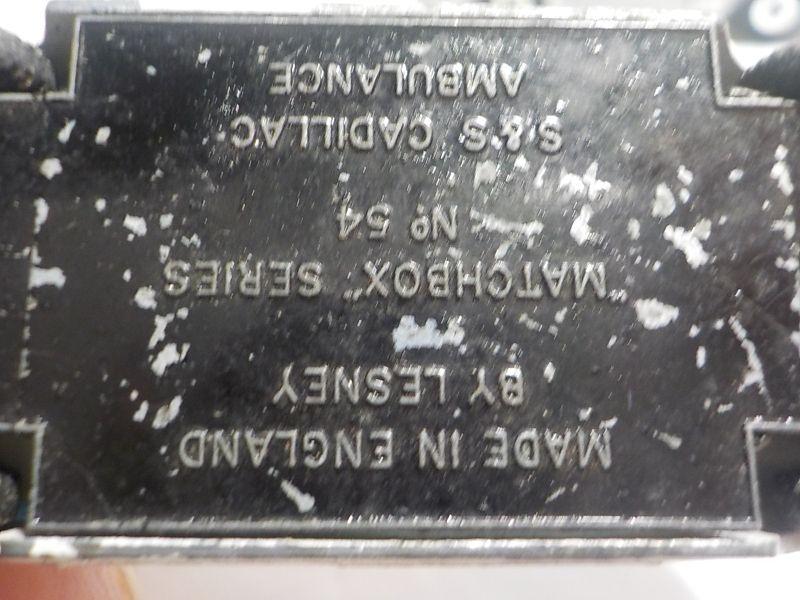 MADE IN ENGLAND
BY LESNEY
"MATCHBOX" SERIES
Nº 54
S & S CADILLAC
AMBULANCE